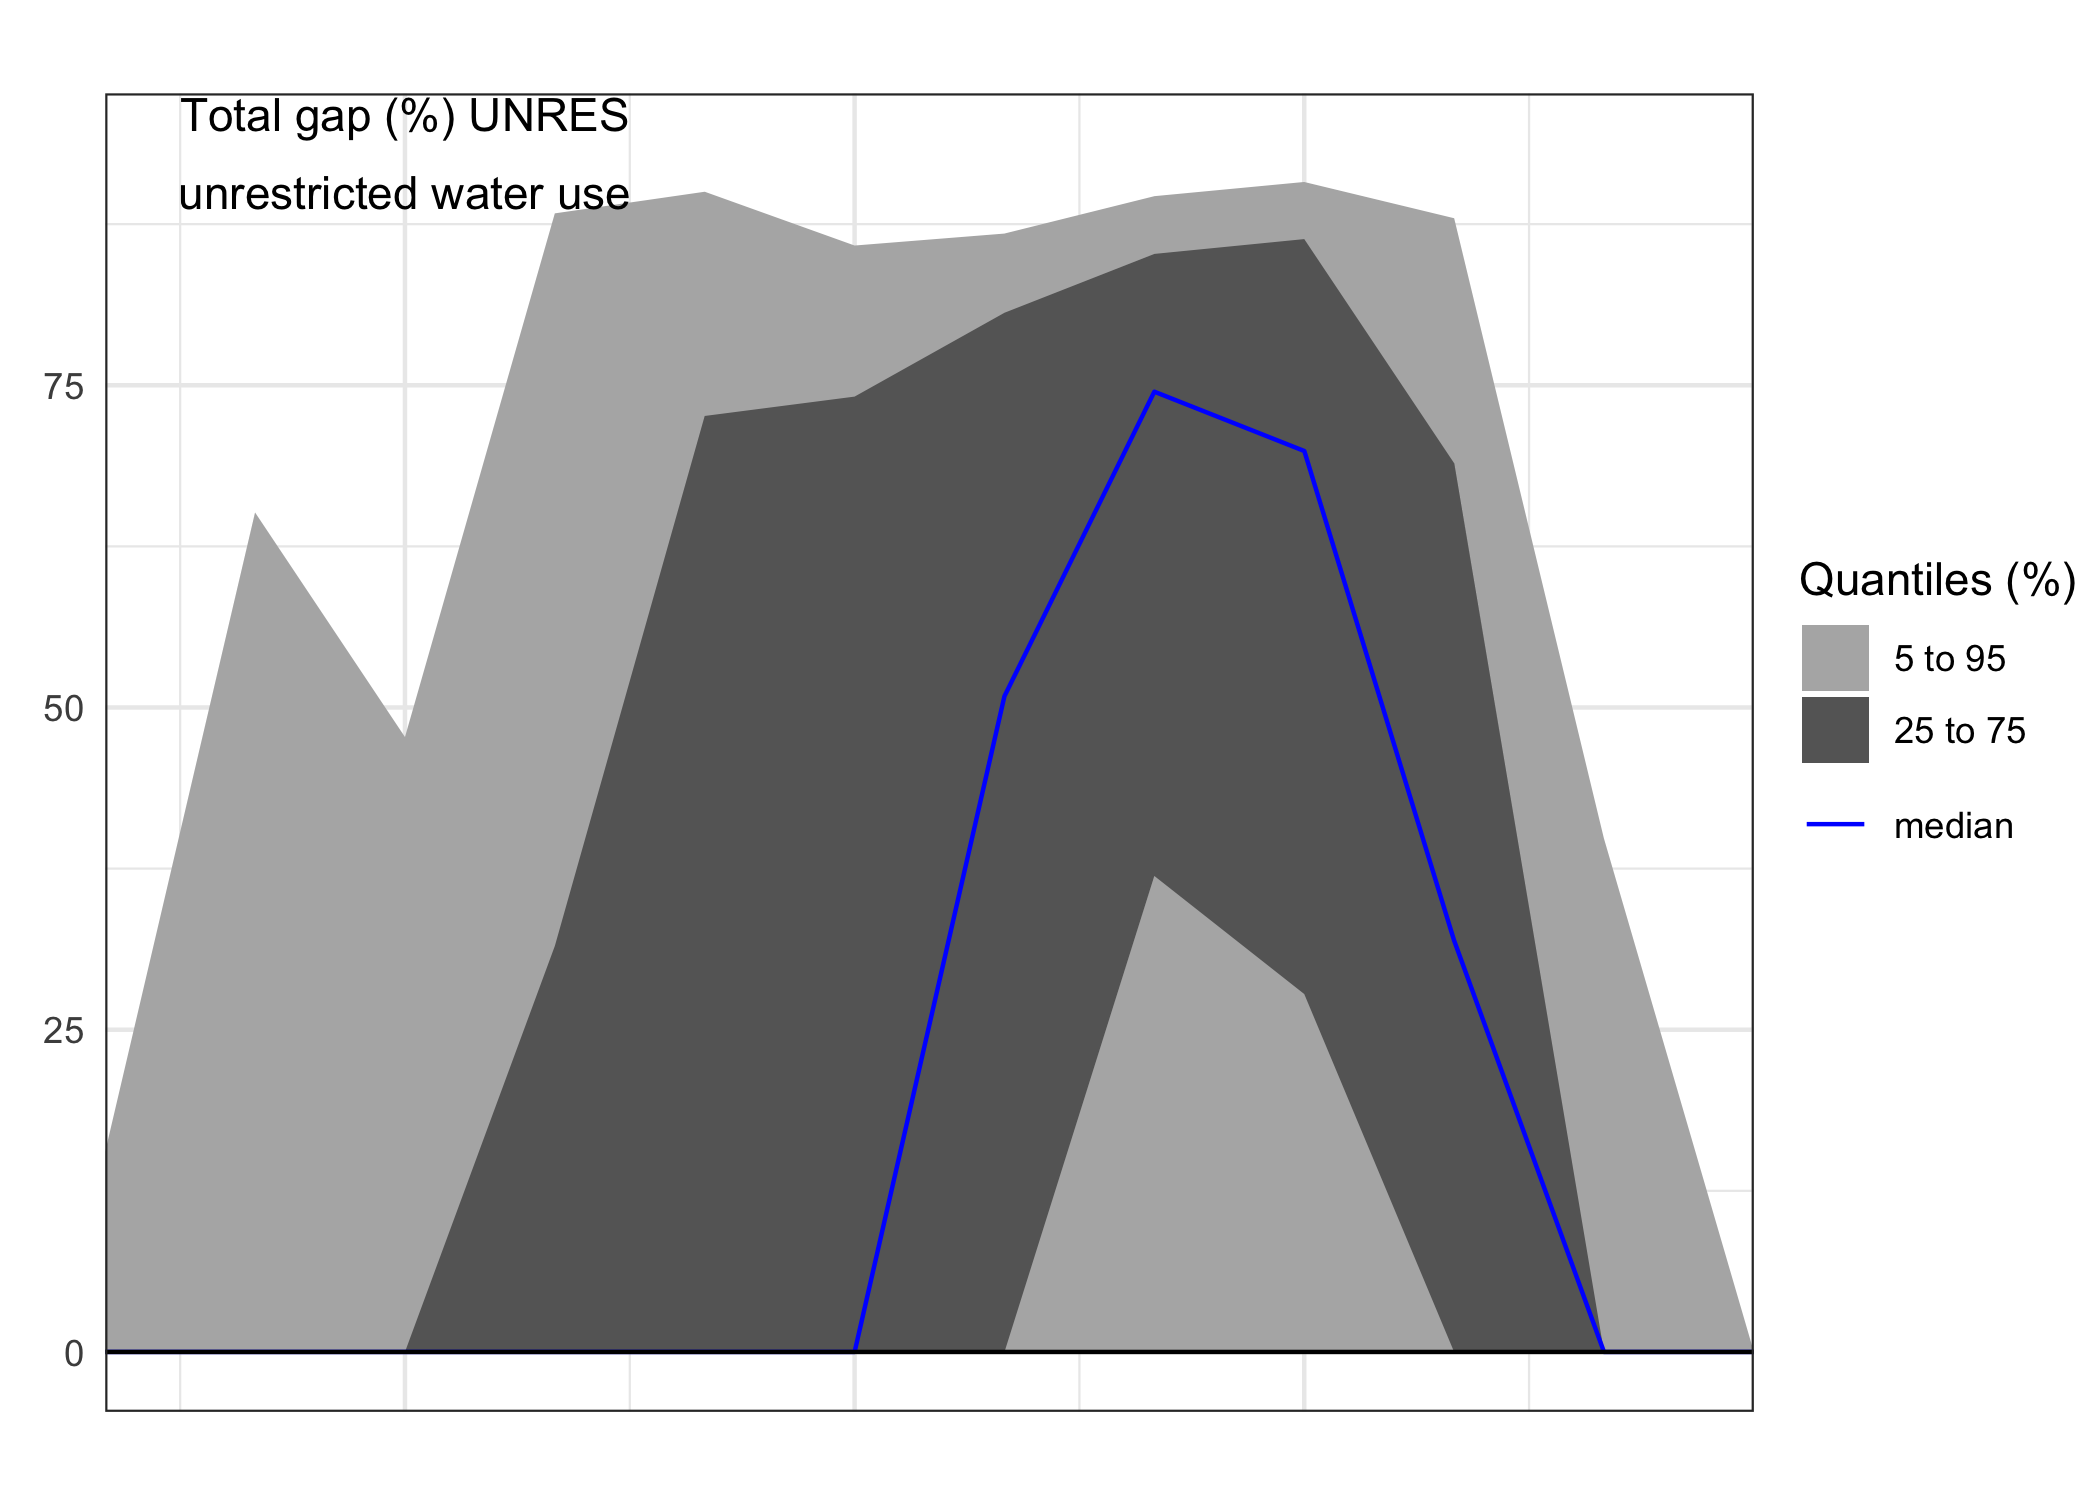 Total gap (%) UNRES
unrestricted water use
75
50
25
0
Quantiles (%)
5 to 95
25 to 75
median